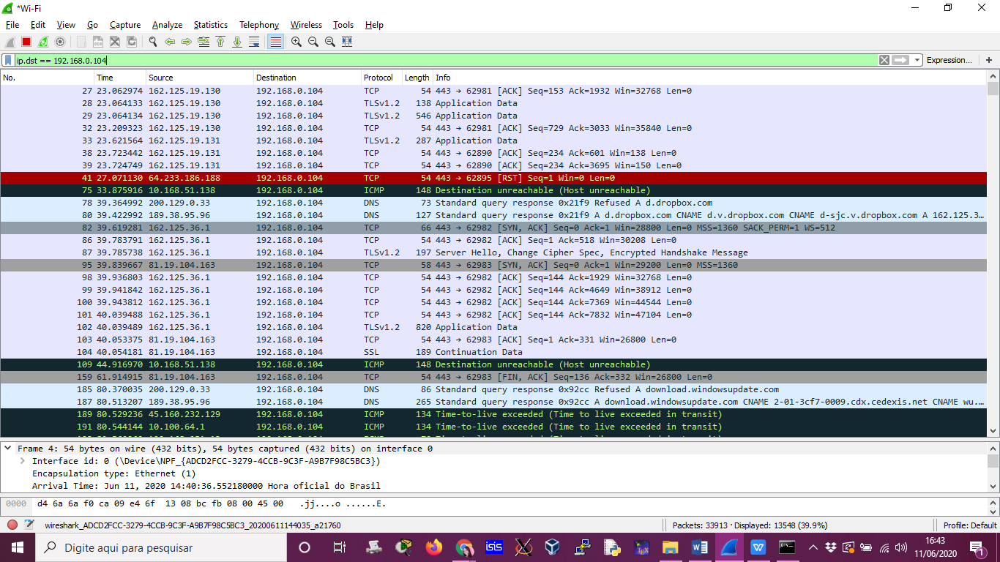 *Wi-Fi
File Edit View Go Capture Analyze Statistics Telephony Wireless Tools Help
ip.dst == 192.168.0.104 Expression... +
No. Time Source Destination Protocol Length Info
27 23.062974 162.125.19.130 192.168.0.104 TCP 54 443 → 62981 [ACK] Seq=153 Ack=1932 Win=32768 Len=0
28 23.064133 162.125.19.130 192.168.0.104 TLSv1.2 138 Application Data
29 23.064134 162.125.19.130 192.168.0.104 TLSv1.2 546 Application Data
32 23.209323 162.125.19.130 192.168.0.104 TCP 54 443 → 62981 [ACK] Seq=729 Ack=3033 Win=35840 Len=0
33 23.621564 162.125.19.131 192.168.0.104 TLSv1.2 287 Application Data
38 23.723442 162.125.19.131 192.168.0.104 TCP 54 443 → 62890 [ACK] Seq=234 Ack=601 Win=138 Len=0
39 23.724749 162.125.19.131 192.168.0.104 TCP 54 443 → 62890 [ACK] Seq=234 Ack=3695 Win=150 Len=0
41 27.071130 64.233.186.188 192.168.0.104 TCP 54 443 → 62895 [RST] Seq=1 Win=0 Len=0
75 33.875916 10.168.51.138 192.168.0.104 ICMP 148 Destination unreachable (Host unreachable)
78 39.364992 200.129.0.33 192.168.0.104 DNS 73 Standard query response 0x21f9 Refused A d.dropbox.com
80 39.422992 189.38.95.96 192.168.0.104 DNS 127 Standard query response 0x21f9 A d.dropbox.com CNAME d.v.dropbox.com CNAME d-sjc.v.dropbox.com A 162.125.3...
82 39.619281 162.125.36.1 192.168.0.104 TCP 66 443 → 62982 [SYN, ACK] Seq=0 Ack=1 Win=28800 Len=0 MSS=1360 SACK_PERM=1 WS=512
86 39.783791 162.125.36.1 192.168.0.104 TCP 54 443 → 62982 [ACK] Seq=1 Ack=518 Win=30208 Len=0
87 39.785738 162.125.36.1 192.168.0.104 TLSv1.2 197 Server Hello, Change Cipher Spec, Encrypted Handshake Message
95 39.839667 81.19.104.163 192.168.0.104 TCP 58 443 → 62983 [SYN, ACK] Seq=0 Ack=1 Win=29200 Len=0 MSS=1360
98 39.936803 162.125.36.1 192.168.0.104 TCP 54 443 → 62982 [ACK] Seq=144 Ack=1929 Win=32768 Len=0
99 39.941842 162.125.36.1 192.168.0.104 TCP 54 443 → 62982 [ACK] Seq=144 Ack=4649 Win=38912 Len=0
100 39.943812 162.125.36.1 192.168.0.104 TCP 54 443 → 62982 [ACK] Seq=144 Ack=7369 Win=44544 Len=0
101 40.039488 162.125.36.1 192.168.0.104 TCP 54 443 → 62982 [ACK] Seq=144 Ack=7832 Win=47104 Len=0
102 40.039489 162.125.36.1 192.168.0.104 TLSv1.2 820 Application Data
103 40.053375 81.19.104.163 192.168.0.104 TCP 54 443 → 62983 [ACK] Seq=1 Ack=331 Win=26800 Len=0
104 40.054181 81.19.104.163 192.168.0.104 SSL 189 Continuation Data
109 44.916970 10.168.51.138 192.168.0.104 ICMP 148 Destination unreachable (Host unreachable)
159 61.914915 81.19.104.163 192.168.0.104 TCP 54 443 → 62983 [FIN, ACK] Seq=136 Ack=332 Win=26800 Len=0
185 80.370035 200.129.0.33 192.168.0.104 DNS 86 Standard query response 0x92cc Refused A download.windowsupdate.com
187 80.513207 189.38.95.96 192.168.0.104 DNS 265 Standard query response 0x92cc A download.windowsupdate.com CNAME 2-01-3cf7-0009.cdx.cedexis.net CNAME wu....
189 80.529236 45.160.232.129 192.168.0.104 ICMP 134 Time-to-live exceeded (Time to live exceeded in transit)
191 80.544144 10.100.64.1 192.168.0.104 ICMP 134 Time-to-live exceeded (Time to live exceeded in transit)
Frame 4: 54 bytes on wire (432 bits), 54 bytes captured (432 bits) on interface 0
Interface id: 0 (\Device\NPF_{ADCD2FCC-3279-4CCB-9C3F-A9B7F98C5BC3})
Encapsulation type: Ethernet (1)
Arrival Time: Jun 11, 2020 14:40:36.552180000 Hora oficial do Brasil
0000 d4 6a 6a f0 ca 09 e4 6f 13 08 bc fb 08 00 45 00 .jj....o ......E.
wireshark_ADCD2FCC-3279-4CCB-9C3F-A9B7F98C5BC3_20200611144035_a21760 Packets: 33913 · Displayed: 13548 (39.9%) Profile: Default
Digite aqui para pesquisar
isis
16:43
11/06/2020
1